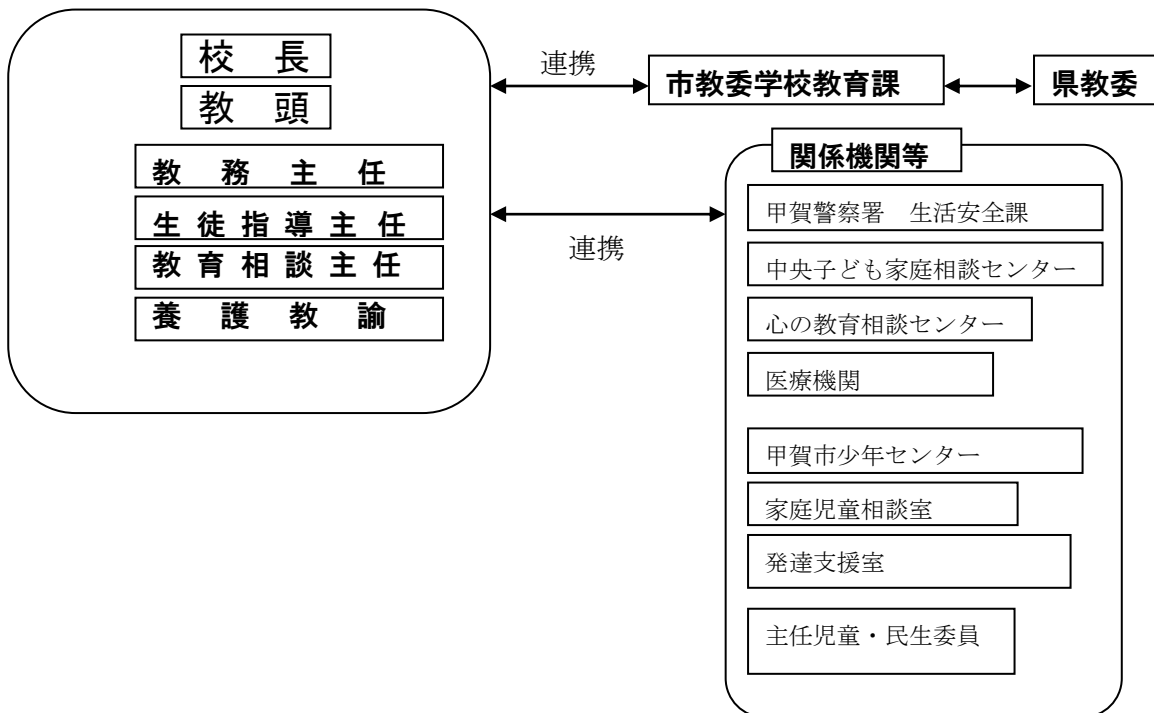 校　長
教　頭
教　務　主　任
生 徒 指 導 主 任
教 育 相 談 主 任
養　護　教　諭
連携
市教委学校教育課
県教委
連携
関係機関等
甲賀警察署　生活安全課
中央子ども家庭相談センター
心の教育相談センター
医療機関
甲賀市少年センター
家庭児童相談室
発達支援室
主任児童・民生委員